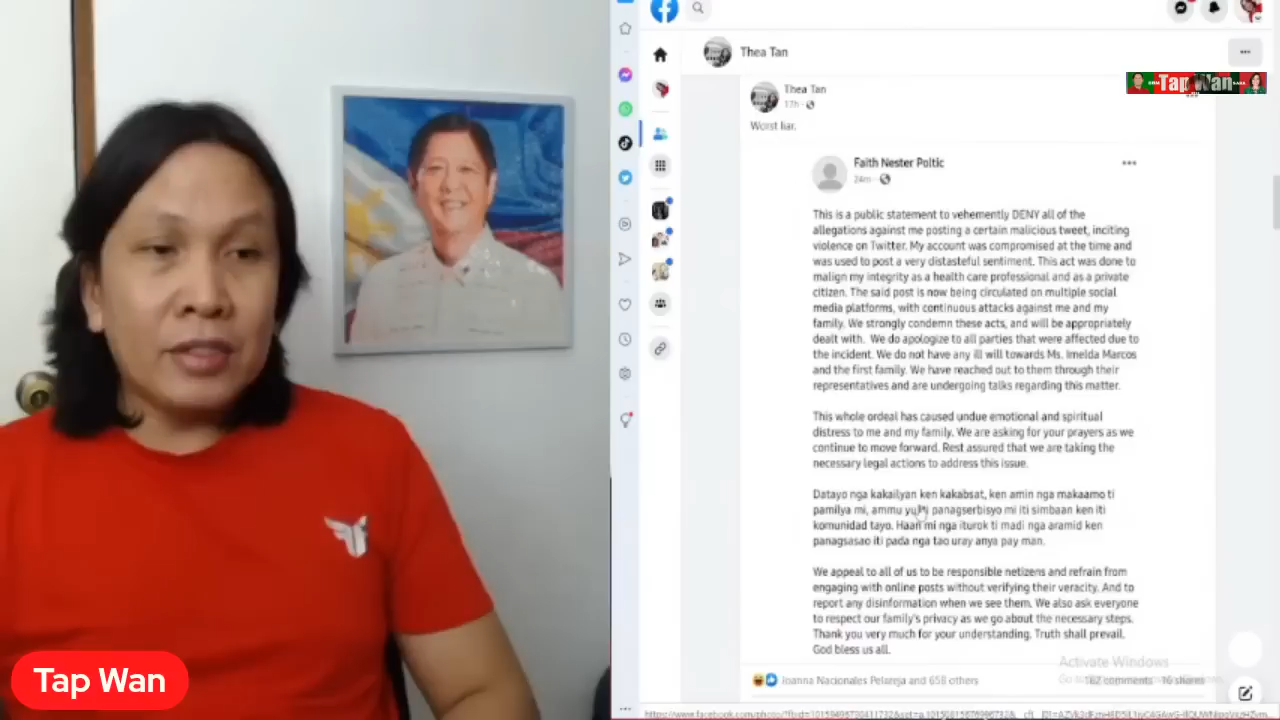 Thea Tan
Tap Wan
Thea Tan
17h
Worst liar.
Faith Nester Poltic
24m
This is a public statement to vehemently DENY all of the
allegations against me posting a certain malicious tweet, inciting
violence on Twitter. My account was compromised at the time and
was used to post a very distasteful sentiment. This act was done to
malign my integrity as a health care professional and as a private
citizen. The said post is now being circulated on multiple social
media platforms, with continuous attacks against me and my
family. We strongly condemn these acts, and will be appropriately
dealt with. We do apologize to all parties that were affected due to
the incident. We do not have any ill will towards Ms. Imelda Marcos
and the first family. We have reached out to them through their
representatives and are undergoing talks regarding this matter.
This whole ordeal has caused undue emotional and spiritual
distress to me and my family. We are asking for your prayers as we
continue to move forward. Rest assured that we are taking the
necessary legal actions to address this issue.
Datayo nga kakailyan ken kakabsat, ken amin nga makaamo ti
pamilya mi, ammu yu ti panagserbisyo mi iti simbaan ken iti
komunidad tayo. Haan mi nga iturok ti madi nga aramid ken
panagsasao iti pada nga tao uray anya pay man.
We appeal to all of us to be responsible netizens and refrain from
engaging with online posts without verifying their veracity. And to
report any disinformation when we see them. We also ask everyone
to respect our family's privacy as we go about the necessary steps.
Thank you very much for your understanding. Truth shall prevail.
God bless us all.
Activate Windows
Joanna Nacionales Pelareja and 658 others
162 comments 16 shares
Tap Wan